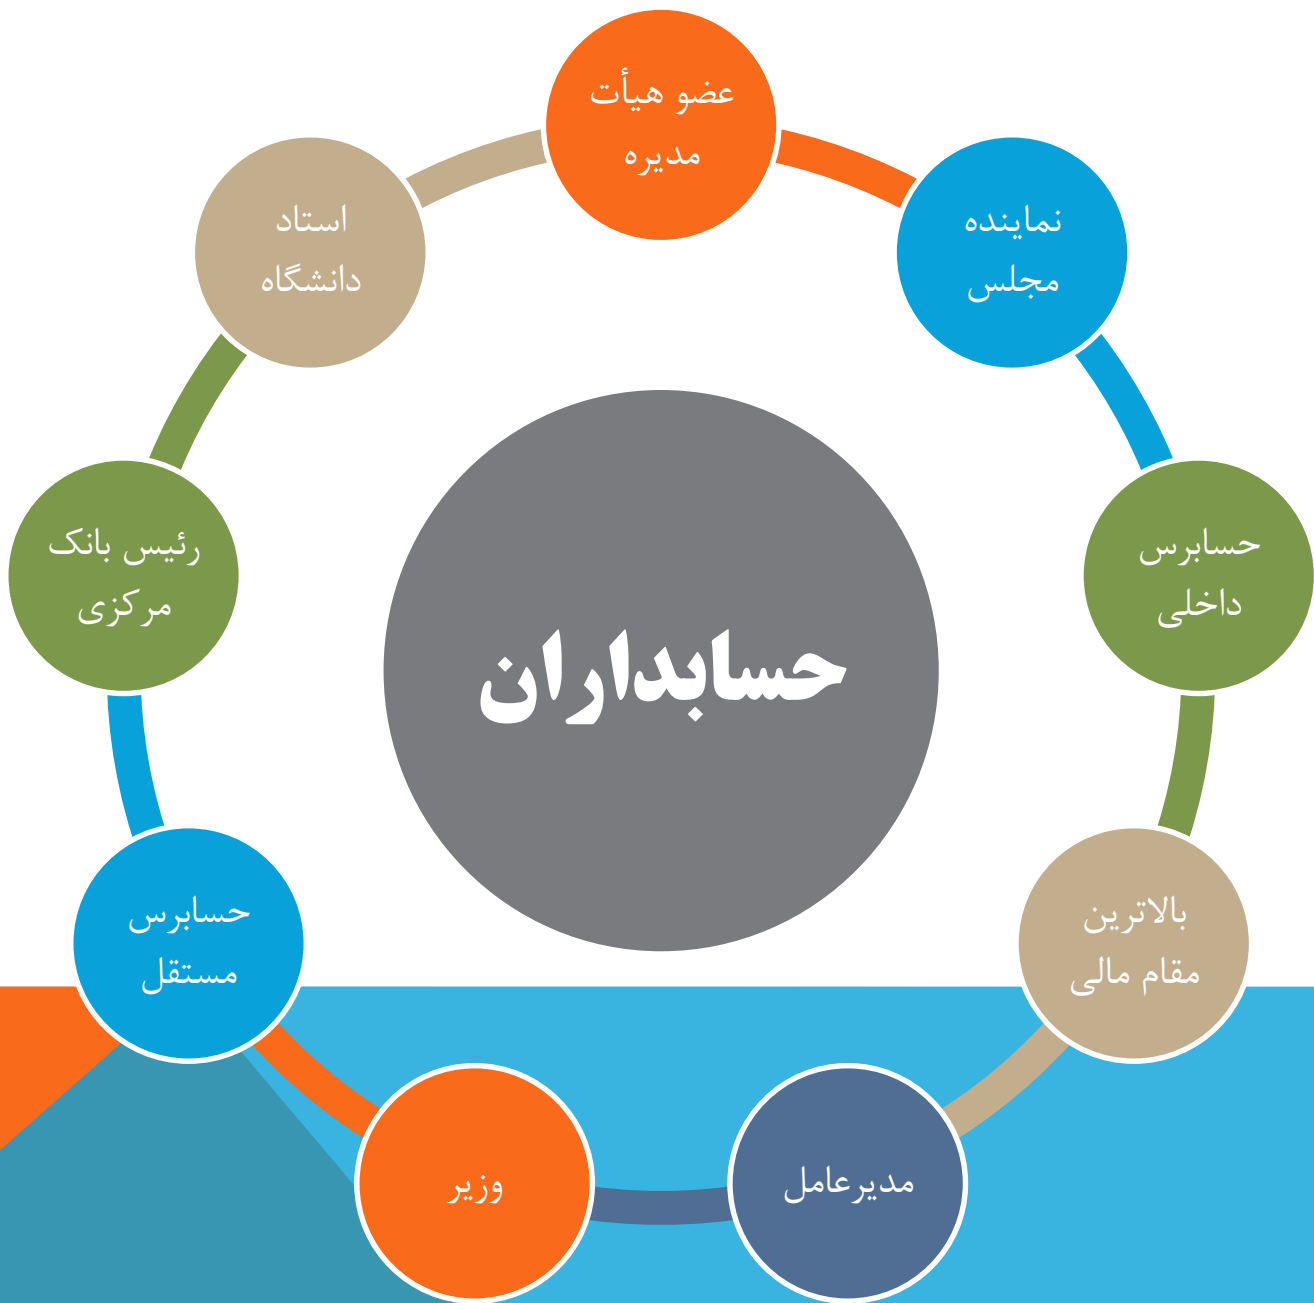 عضو هیأت
مدیره
نماینده
مجلس
حسابرس
داخلی
بالاترین
مقام مالی
مدیرعامل
وزیر
حسابرس
مستقل
رئیس بانک
مرکزی
استاد
دانشگاه
حسابداران